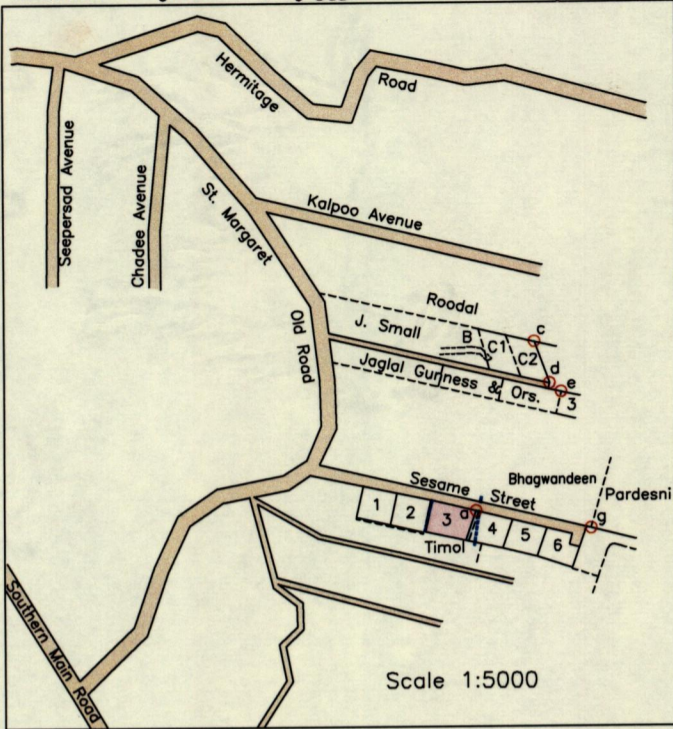 Hermitage
Road
Seepersad Avenue
Chadee Avenue
St. Margaret
Kalpoo Avenue
Old Road
Roodal
J. Small
B
C1
C2
c
d
e
Jaglal Gunness & Ors.
3
Sesame Street
Bhagwandeen
Pardesni
1
2
3
a
4
5
6
g
Timol
Southern Main Road
Scale 1:5000